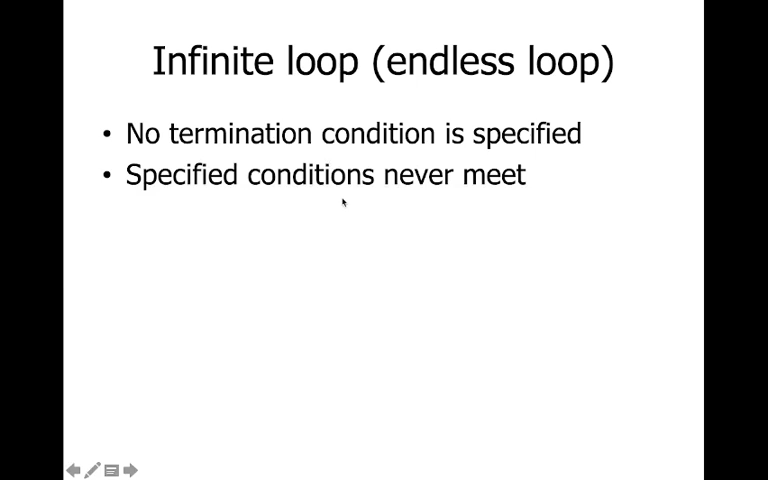 Infinite loop (endless loop)
• No termination condition is specified
• Specified conditions never meet